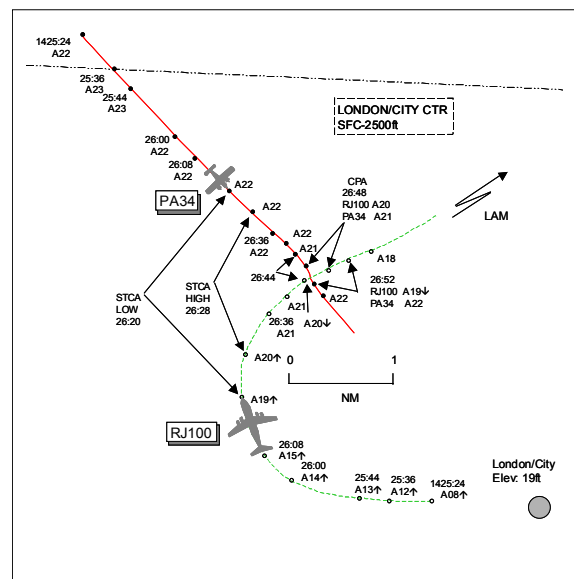 1425:24
A22
25:36
A23
25:44
A23
LONDON/CITY CTR
SFC-2500ft
26:00
A22
26:08
A22
PA34
A22
A22
CPA
26:48
RJ100 A20
PA34 A21
LAM
26:36
A22
A22
A21
A18
26:44
26:52
RJ100 A19↓
PA34 A22
STCA
LOW
26:20
STCA
HIGH
26:28
A21
A22
26:36
A21
A20↓
A20↑
0
1
NM
A19↑
RJ100
26:08
A15↑
26:00
A14↑
25:44
A13↑
25:36
A12↑
1425:24
A08↑
London/City
Elev: 19ft